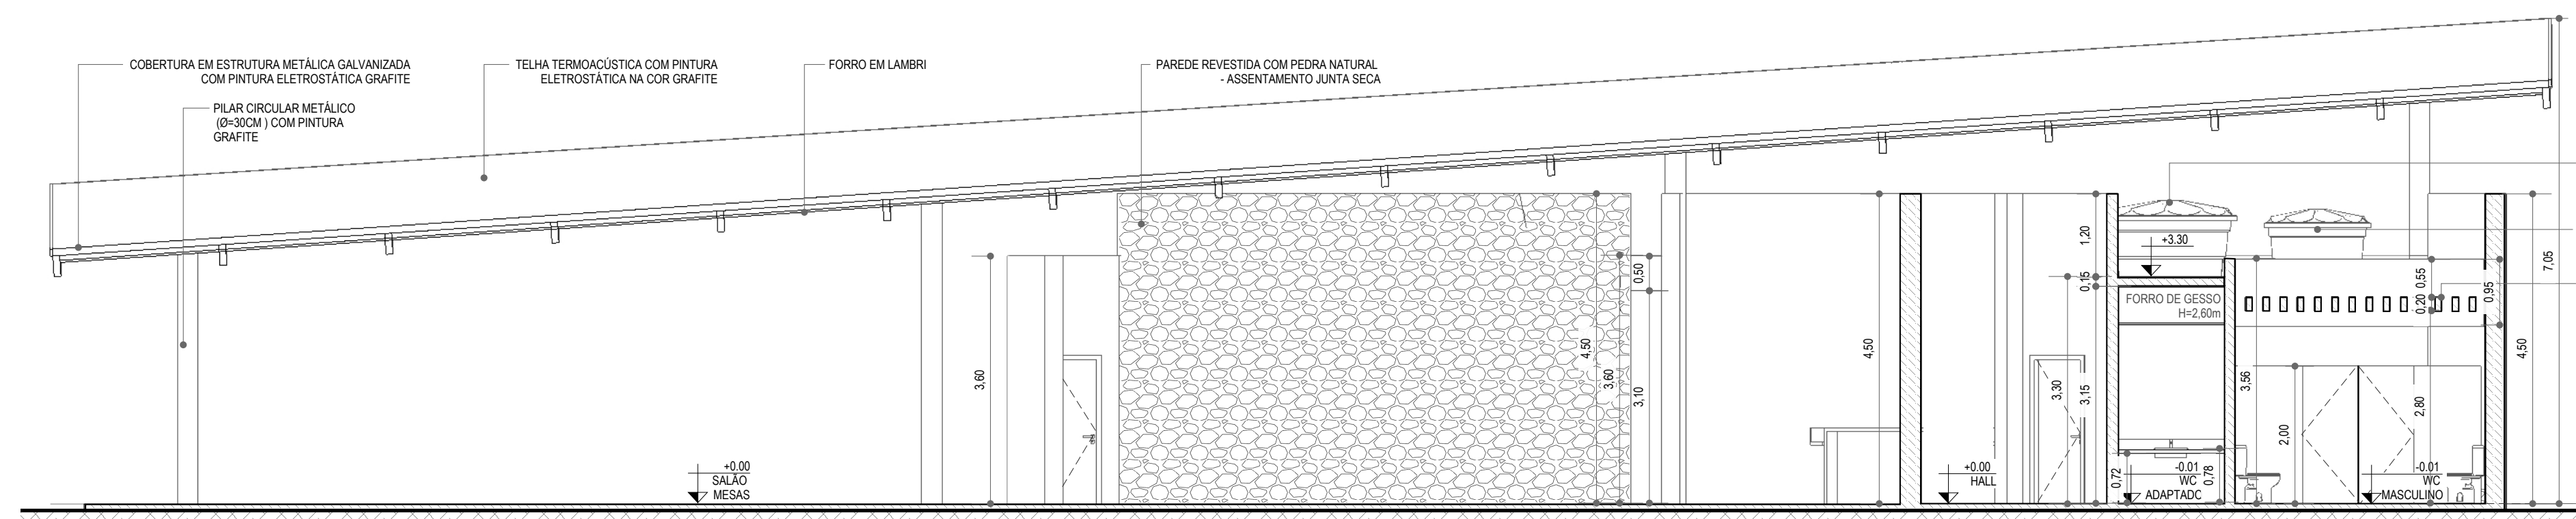 COBERTURA EM ESTRUTURA METÁLICA GALVANIZADA
COM PINTURA ELETROSTÁTICA GRAFITE
PILAR CIRCULAR METÁLICO
(Ø=30CM ) COM PINTURA
GRAFITE
TELHA TERMOACÚSTICA COM PINTURA
ELETROSTÁTICA NA COR GRAFITE
FORRO EM LAMBRI
PAREDE REVESTIDA COM PEDRA NATURAL
- ASSENTAMENTO JUNTA SECA
+0.00
SALÃO
MESAS
3,60
4,50
3,60
0,50
3,10
4,50
+0.00
HALL
3,30
1,20
0,15
3,15
+3.30
FORRO DE GESSO
H=2,60m
0,72
-0.01
WC
ADAPTADO
0,78
3,56
2,00
2,80
0,55
0,20
0,95
-0.01
WC
MASCULINO
4,50
7,05